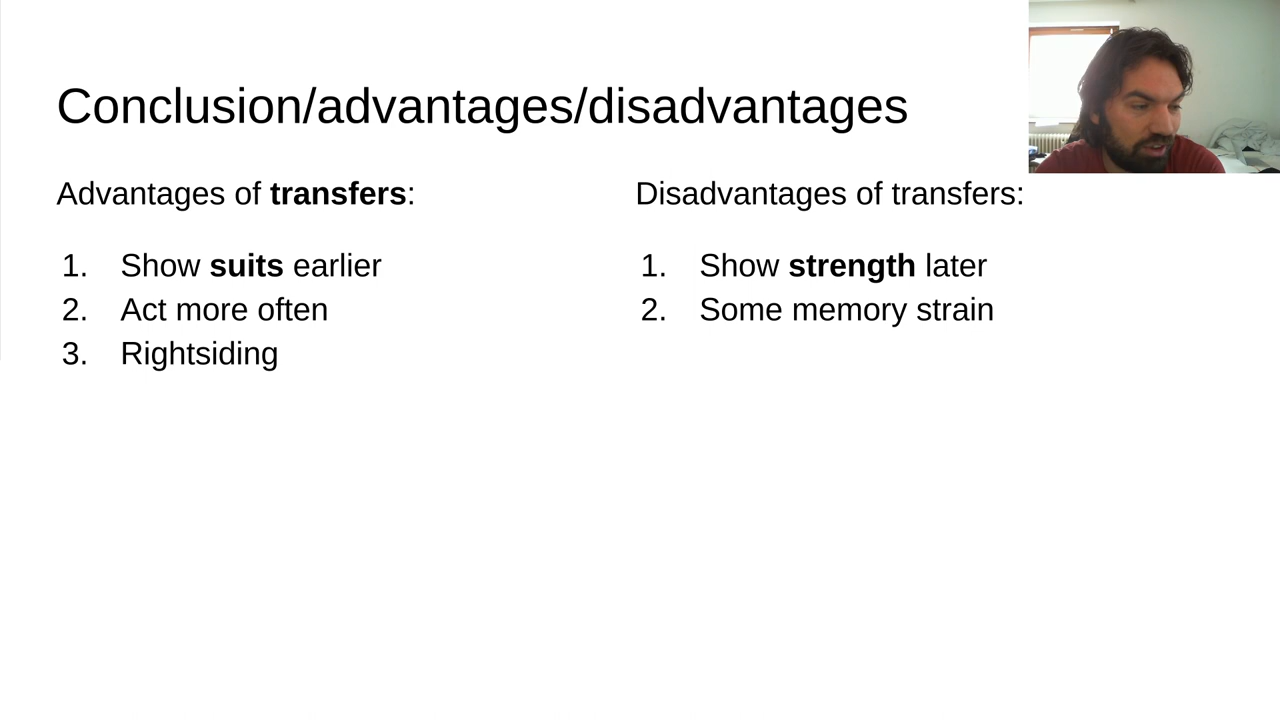 Conclusion/advantages/disadvantages
Advantages of transfers:
1. Show suits earlier
2. Act more often
3. Rightsiding
Disadvantages of transfers:
1. Show strength later
2. Some memory strain